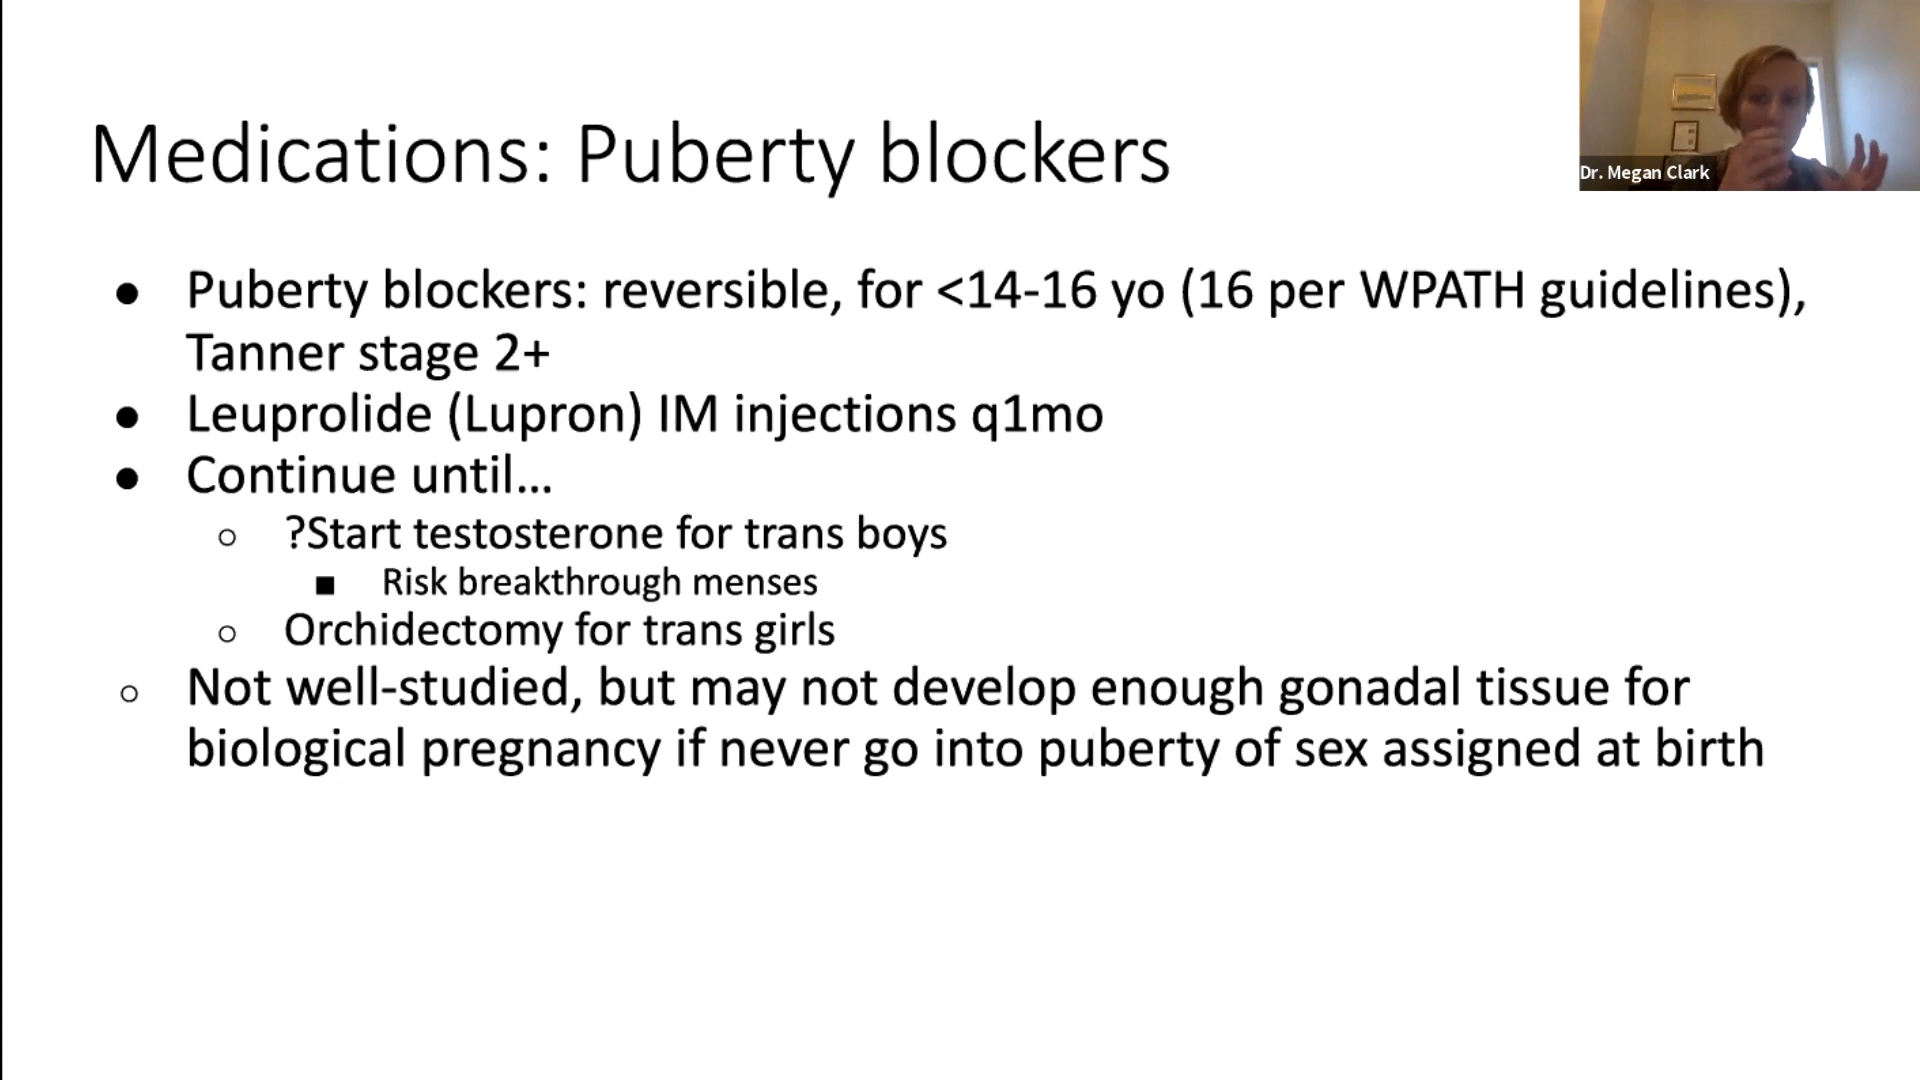 Dr. Megan Clark
Medications: Puberty blockers
● Puberty blockers: reversible, for <14-16 yo (16 per WPATH guidelines),
Tanner stage 2+
● Leuprolide (Lupron) IM injections q1mo
● Continue until...
○ ?Start testosterone for trans boys
■ Risk breakthrough menses
○ Orchidectomy for trans girls
○ Not well-studied, but may not develop enough gonadal tissue for
biological pregnancy if never go into puberty of sex assigned at birth